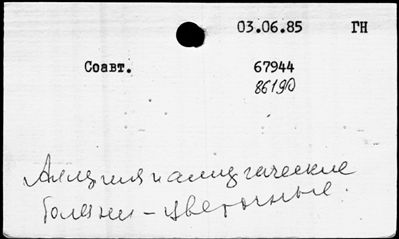 03.06.85 ГН
Соавт. 67944
86190
Аллергия и аллергические
болезни - цветочные.